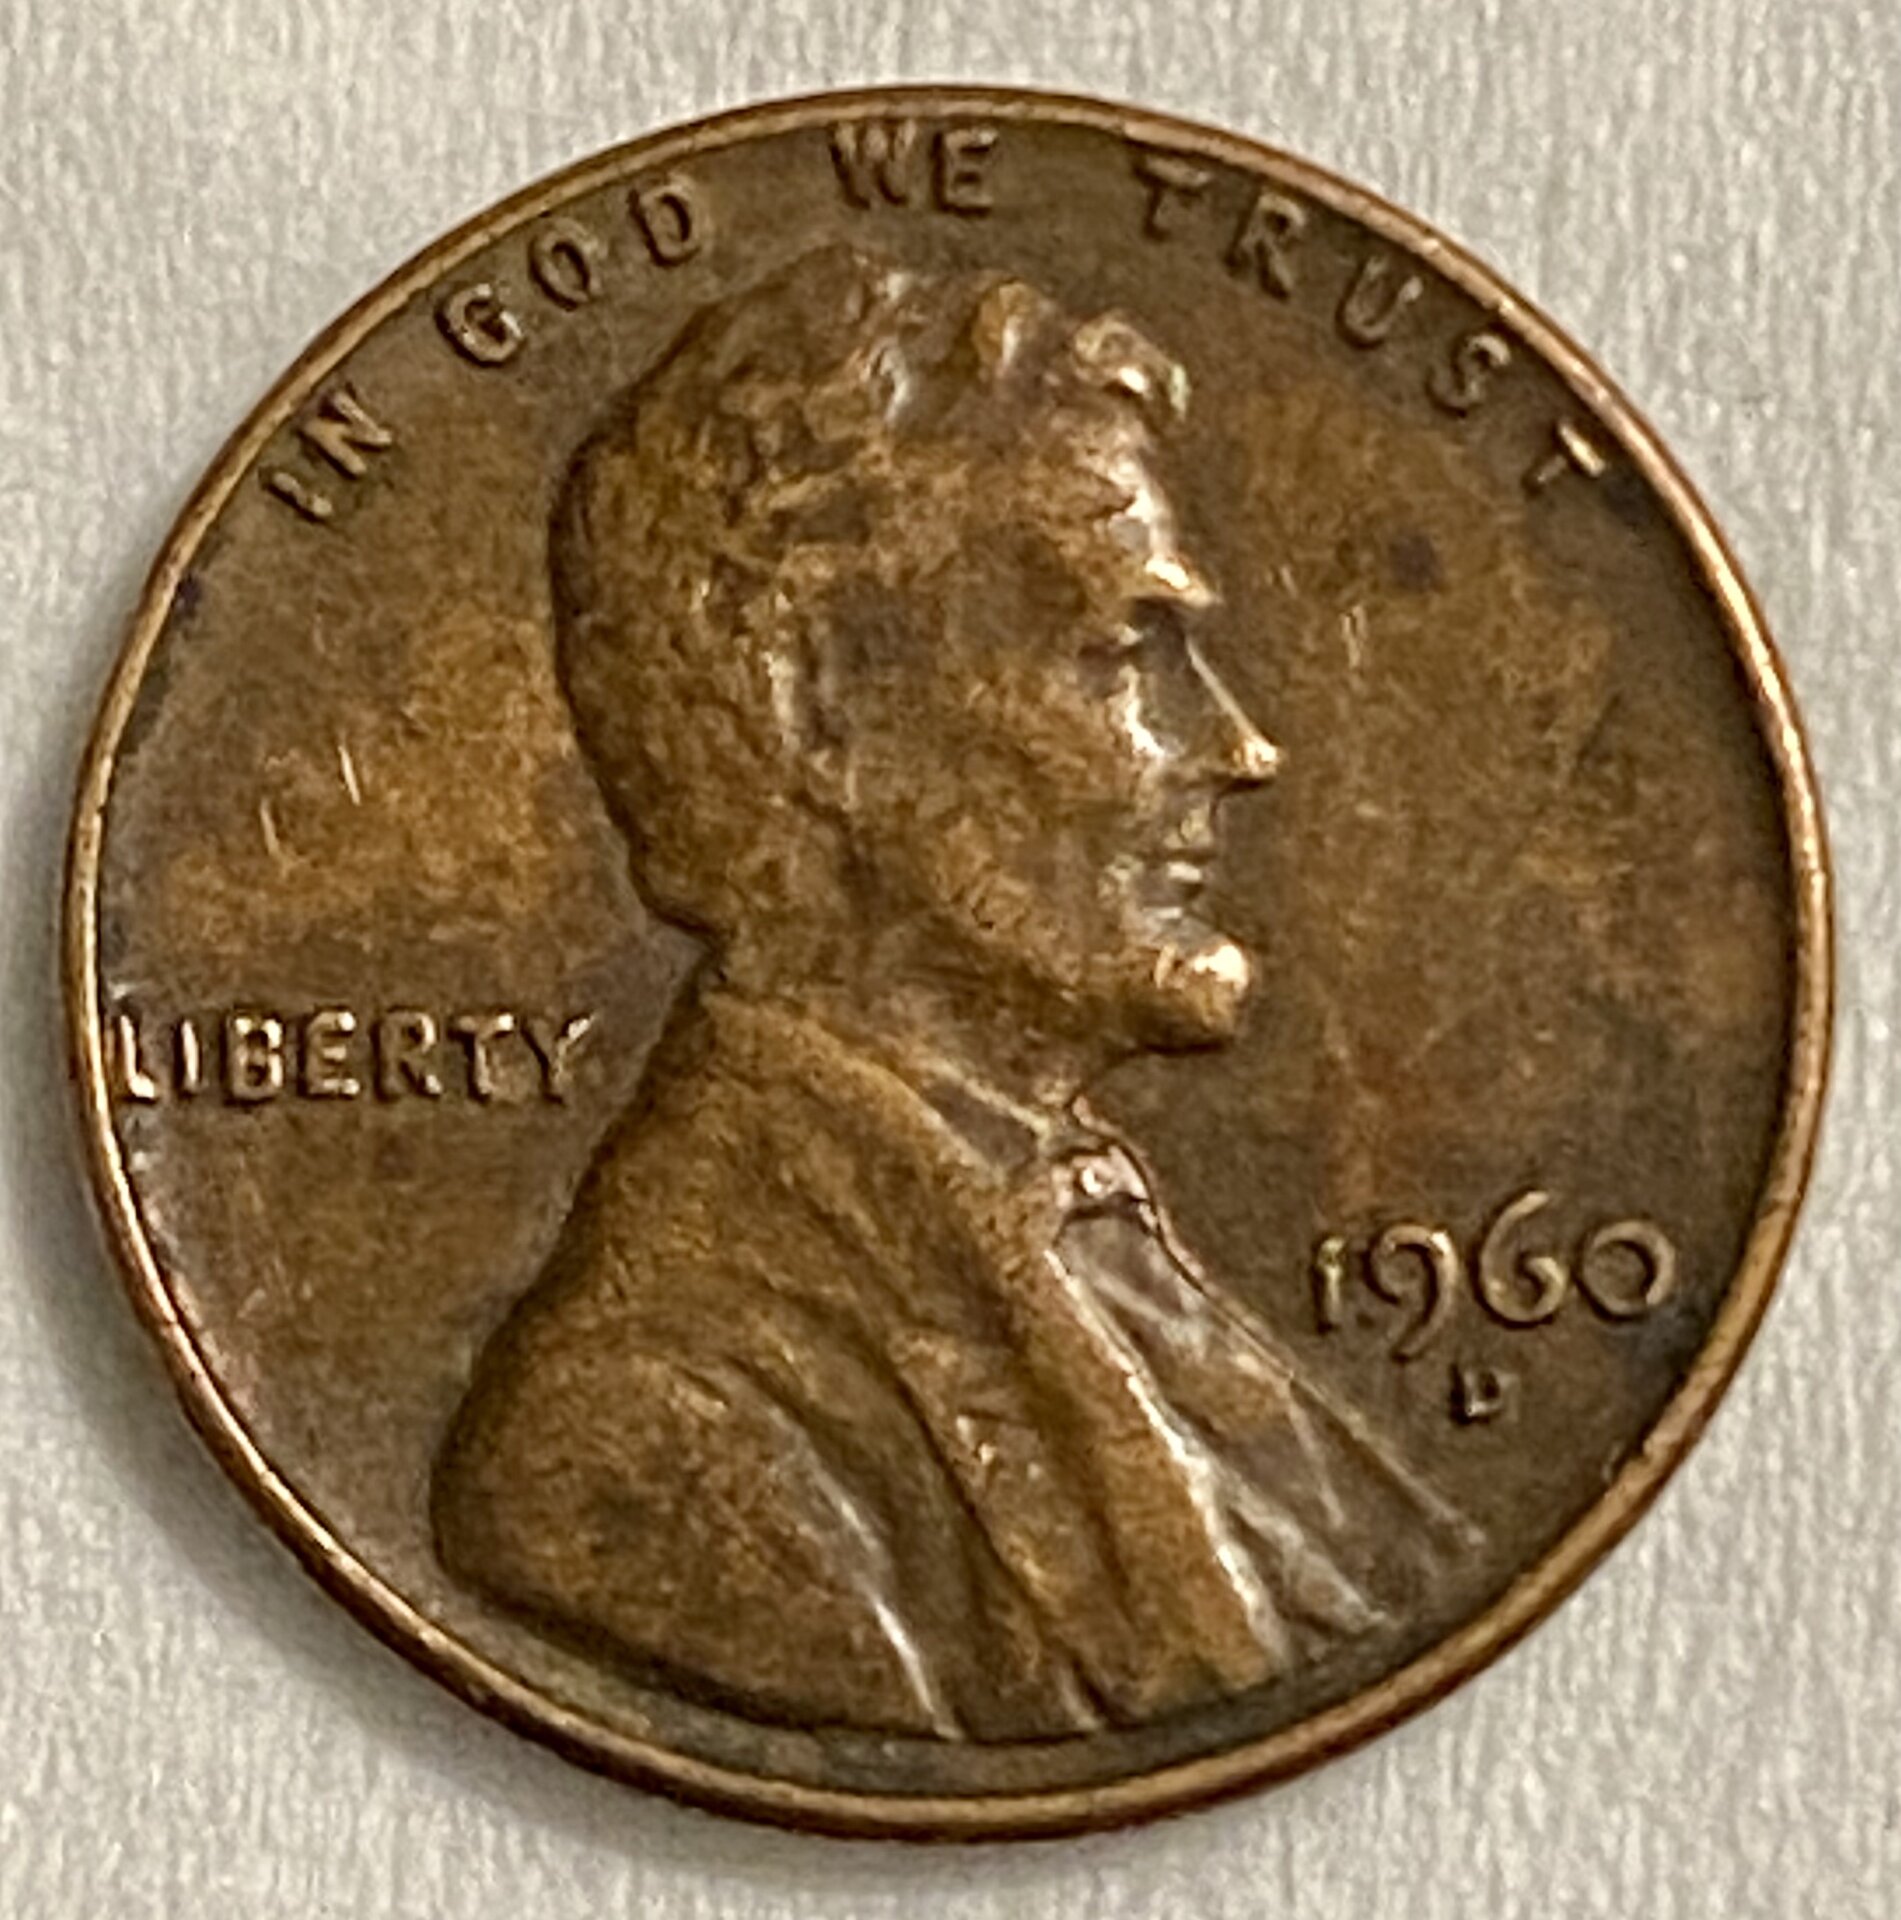 IN GOD WE TRUST
LIBERTY
1960
D